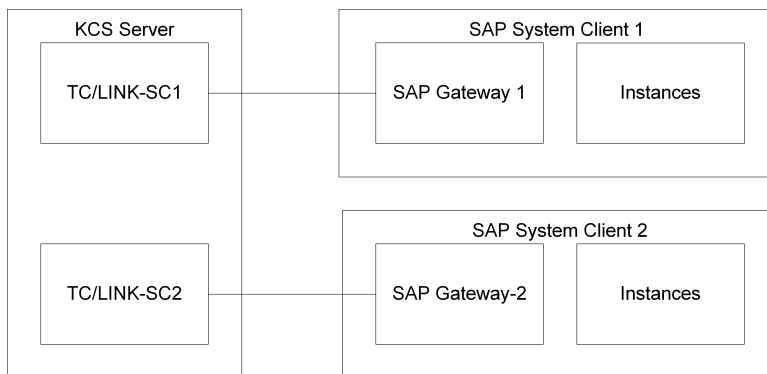 KCS Server
TC/LINK-SC1
TC/LINK-SC2
SAP System Client 1
SAP Gateway 1
Instances
SAP System Client 2
SAP Gateway-2
Instances